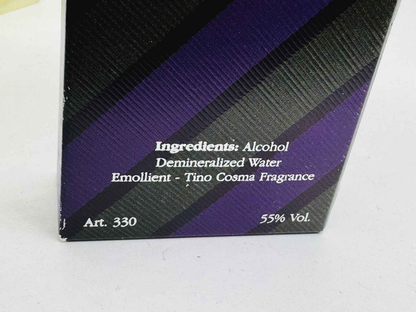 Ingredients: Alcohol
Demineralized Water
Emollient - Tino Cosma Fragrance
Art. 330 55% Vol.